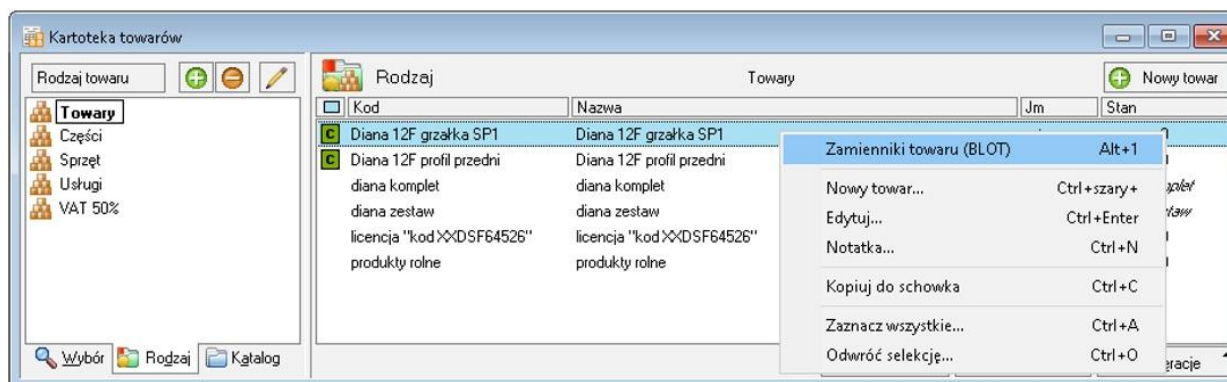 Kartoteka towarów
Rodzaj towaru
Rodzaj Towary Nowy towar
Towary
Części
Sprzęt
Usługi
VAT 50%
Kod Nazwa Jm Stan
C Diana 12F grzałka SP1 Diana 12F grzałka SP1
C Diana 12F profil przedni Diana 12F profil przedni
diana komplet diana komplet
diana zestaw diana zestaw
licencja "kod XXDSF64526" licencja "kod XXDSF64526"
produkty rolne produkty rolne
Zamienniki towaru (BLOT) Alt+1
Nowy towar... Ctrl+szary+
Edytuj... Ctrl+Enter
Notatka... Ctrl+N
Kopiuj do schowka Ctrl+C
Zaznacz wszystkie... Ctrl+A
Odwróć selekcję... Ctrl+O
Wybór Rodzaj Katalog